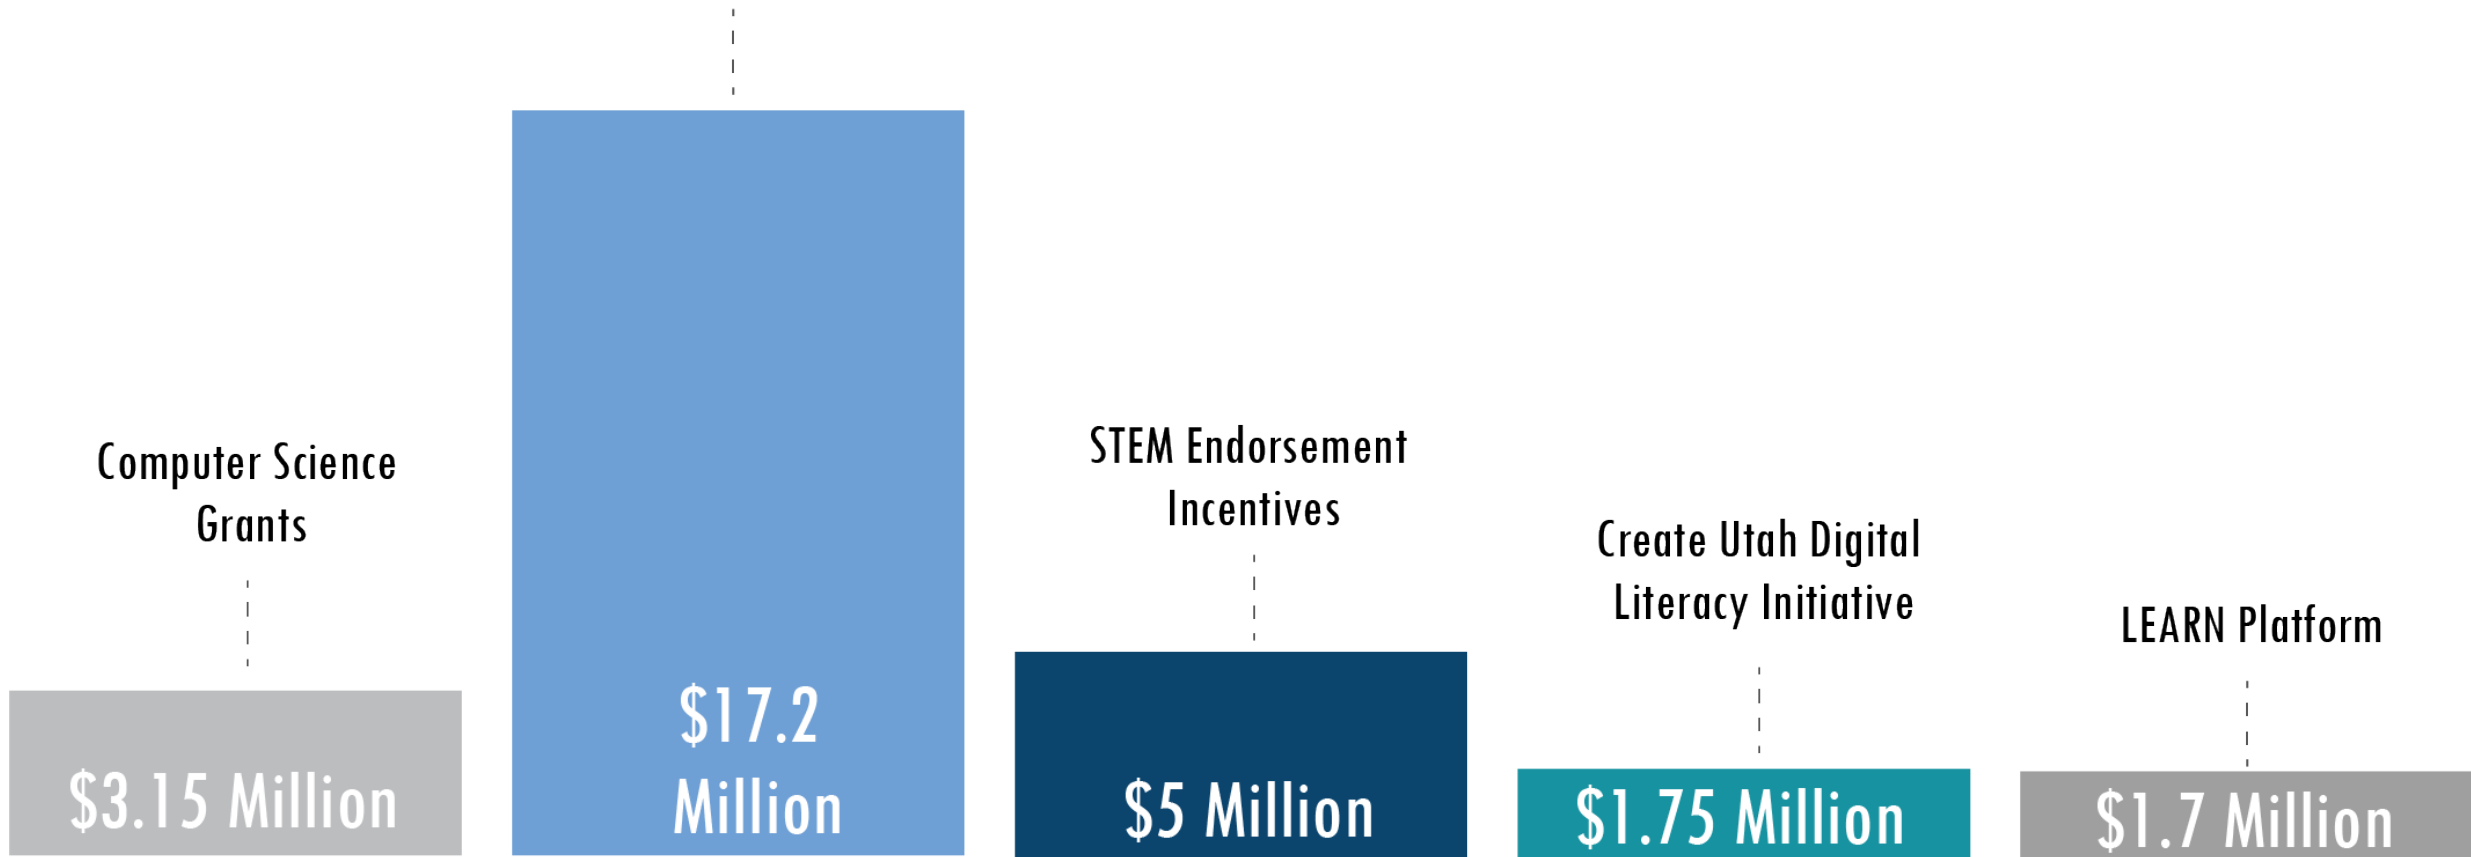 Computer Science
Grants
$3.15 Million
$17.2
Million
STEM Endorsement
Incentives
$5 Million
Create Utah Digital
Literacy Initiative
$1.75 Million
LEARN Platform
$1.7 Million